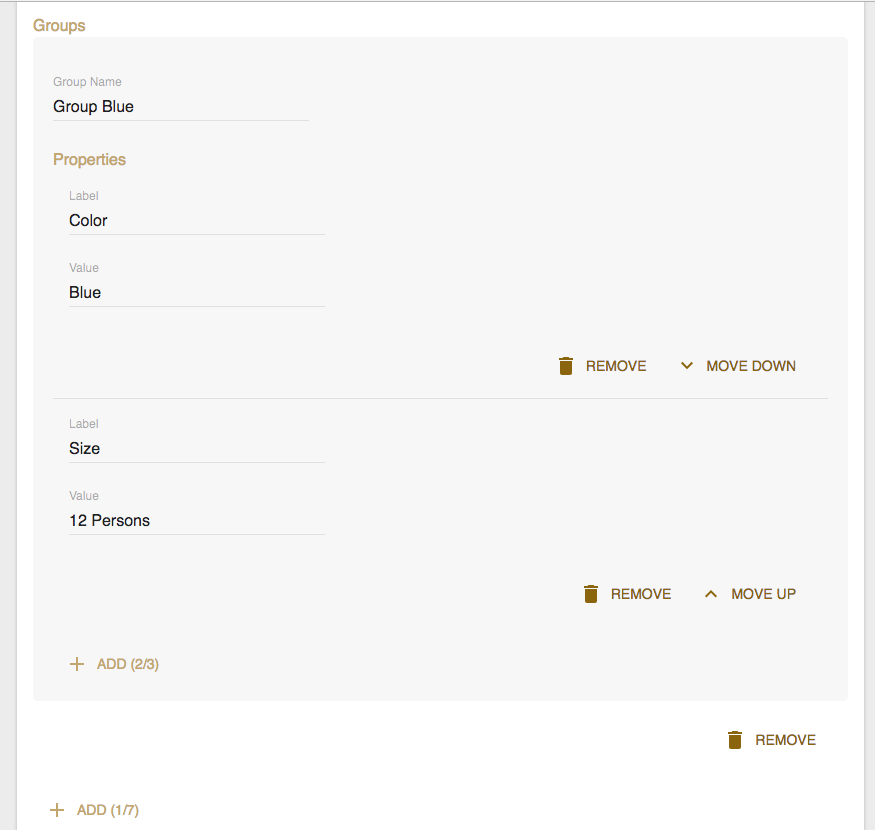 Groups
Group Name
Group Blue
Properties
Label
Color
Value
Blue
REMOVE MOVE DOWN
Label
Size
Value
12 Persons
REMOVE MOVE UP
ADD (2/3)
REMOVE
ADD (1/7)